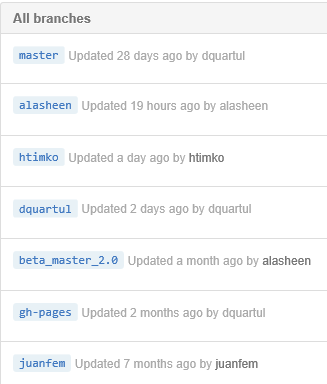 All branches
master Updated 28 days ago by dquartul
alasheen Updated 19 hours ago by alasheen
htimko Updated a day ago by htimko
dquartul Updated 2 days ago by dquartul
beta_master_2.0 Updated a month ago by alasheen
gh-pages Updated 2 months ago by dquartul
juanfem Updated 7 months ago by juanfem